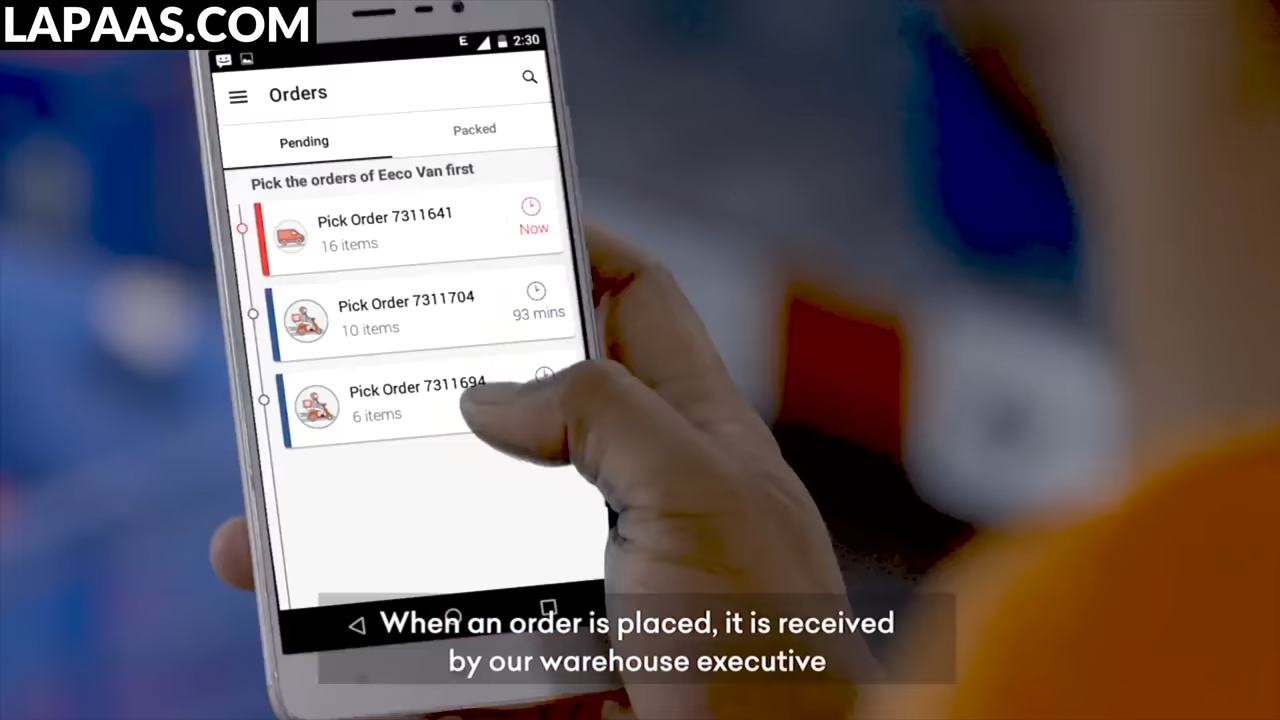 LAPAAS.COM
E 2:30
Orders
Pending Packed
Pick the orders of Eeco Van first
Pick Order 7311641
16 items
Now
Pick Order 7311704
10 items
93 mins
Pick Order 7311694
6 items
When an order is placed, it is received
by our warehouse executive